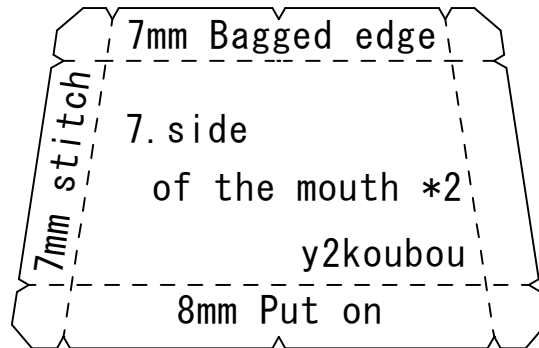 7mm Bagged edge
7mm stitch
7.side
of the mouth *2
y2koubou
8mm Put on